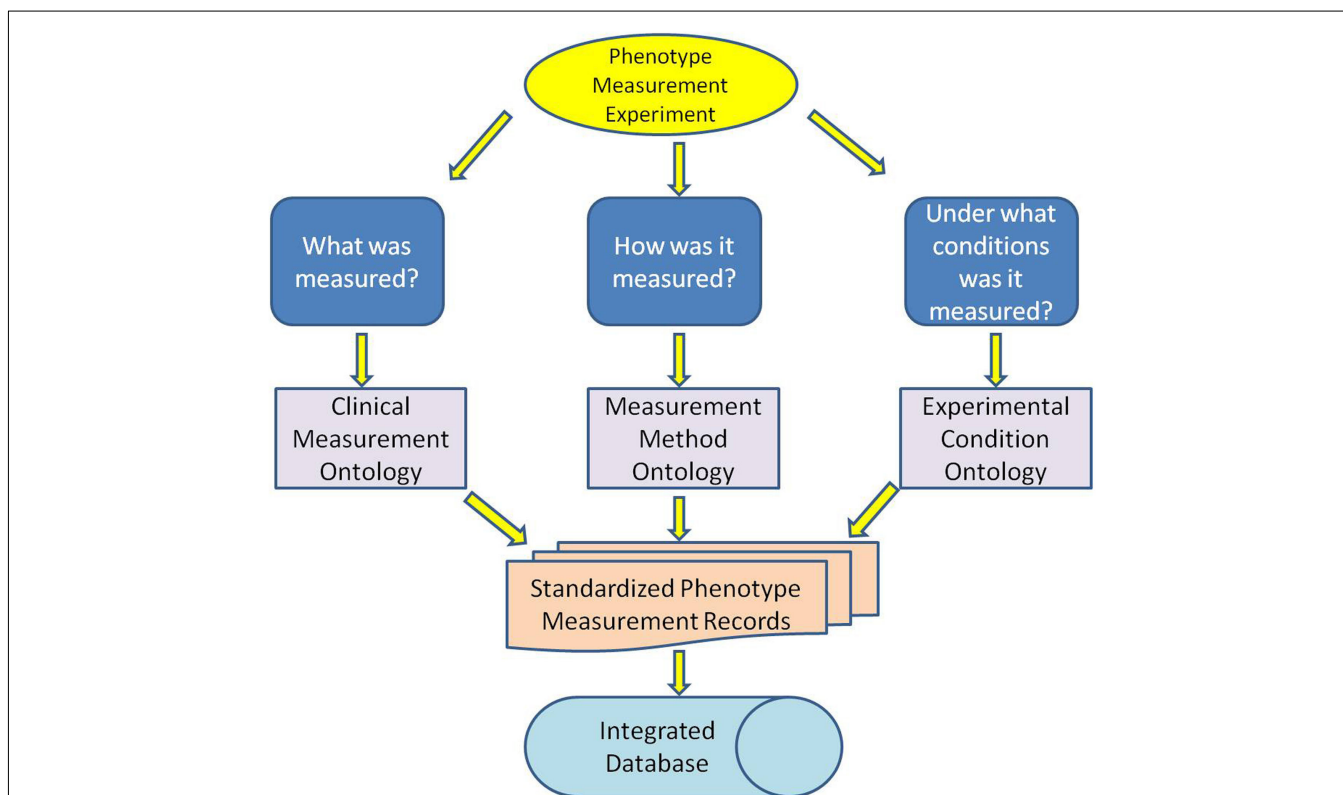 Phenotype
Measurement
Experiment
What was
measured?
How was it
measured?
Under what
conditions
was it
measured?
Clinical
Measurement
Ontology
Measurement
Method
Ontology
Experimental
Condition
Ontology
Standardized Phenotype
Measurement Records
Integrated
Database